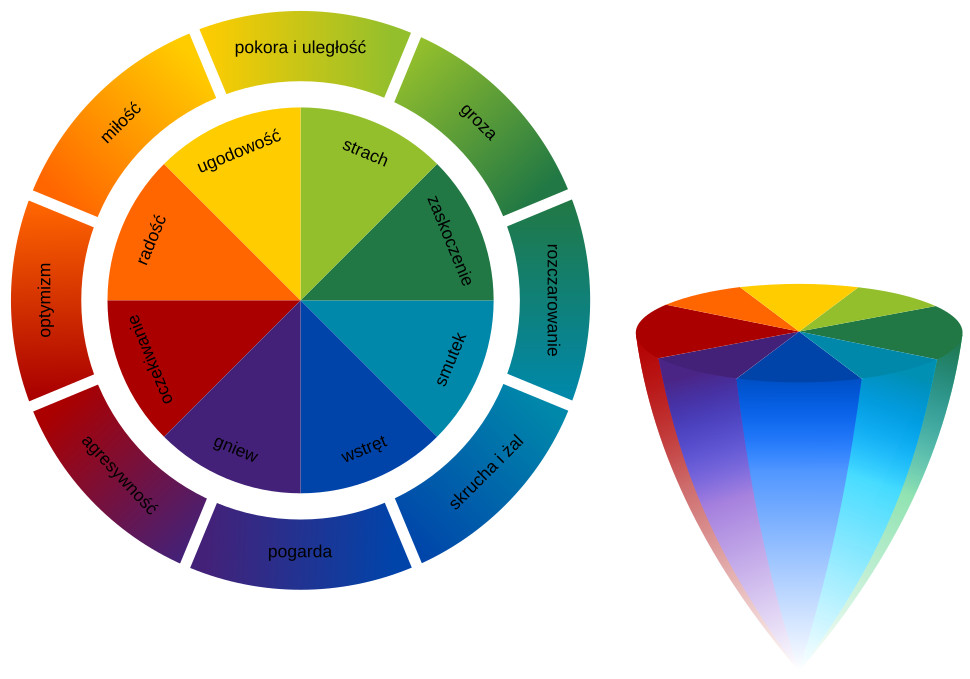 pokora i uległość
groza
rozczarowanie
skrucha i żal
pogarda
agresywność
optymizm
miłość
ugodowość
strach
zaskoczenie
smutek
wstręt
gniew
oczekiwanie
radość